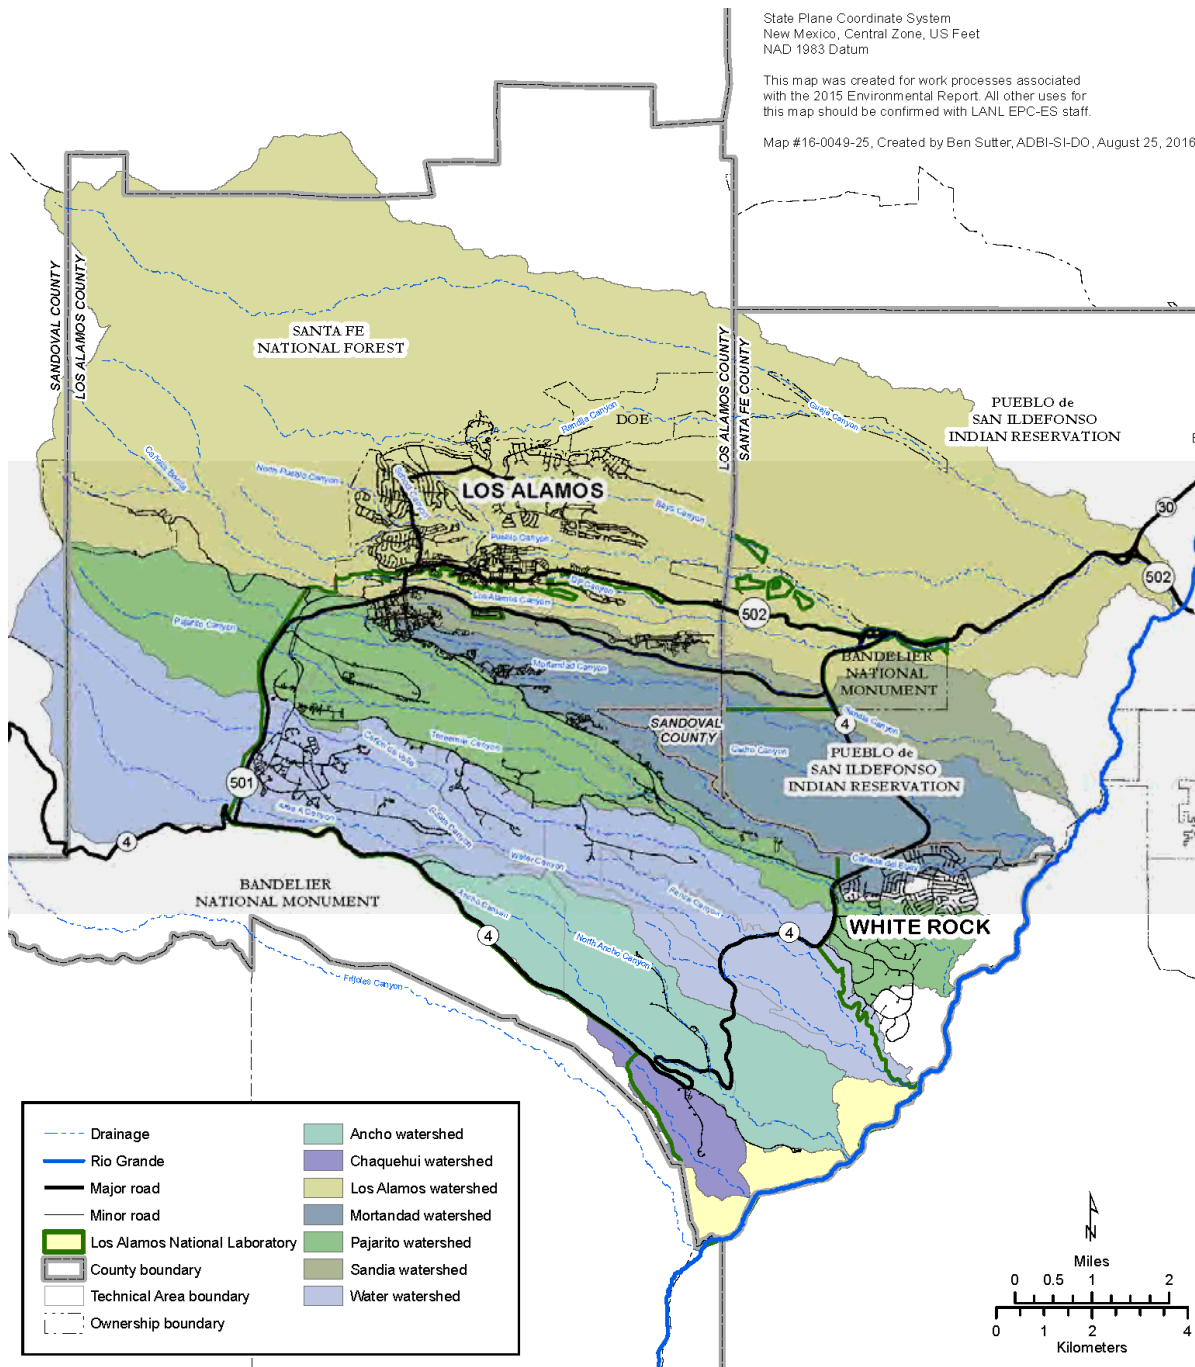 State Plane Coordinate System
New Mexico, Central Zone, US Feet
NAD 1983 Datum
This map was created for work processes associated
with the 2015 Environmental Report. All other uses for
this map should be confirmed with LANL EPC-ES staff.
Map #16-0049-25, Created by Ben Sutter, ADBI-SI-DO, August 25, 2016
SANDOVAL COUNTY
LOS ALAMOS COUNTY
SANTA FE
NATIONAL FOREST
LOS ALAMOS COUNTY
SANTA FE COUNTY
PUEBLO de
SAN ILDEFONSO
INDIAN RESERVATION
DOE
Rendija Canyon
Guaje Canyon
E
Cañada Bonita
North Pueblo Canyon
School Canyon
LOS ALAMOS
Bayo Canyon
30
Pueblo Canyon
502
DP Canyon
Los Alamos Canyon
502
Pajarito Canyon
BANDELIER
NATIONAL
MONUMENT
Mortandad Canyon
Sandia Canyon
4
SANDOVAL
COUNTY
Cañon de Valle
Twomile Canyon
Cedro Canyon
PUEBLO de
SAN ILDEFONSO
INDIAN RESERVATION
501
Area A Canyon
4
Water Canyon
Cañada del Buey
BANDELIER
NATIONAL MONUMENT
Ancho Canyon
Potrillo Canyon
WHITE ROCK
4
4
North Ancho Canyon
Frijoles Canyon
Drainage
Rio Grande
Major road
Minor road
Los Alamos National Laboratory
County boundary
Technical Area boundary
Ownership boundary
Ancho watershed
Chaquehui watershed
Los Alamos watershed
Mortandad watershed
Pajarito watershed
Sandia watershed
Water watershed
N
Miles
0 0.5 1 2
0 1 2 4
Kilometers